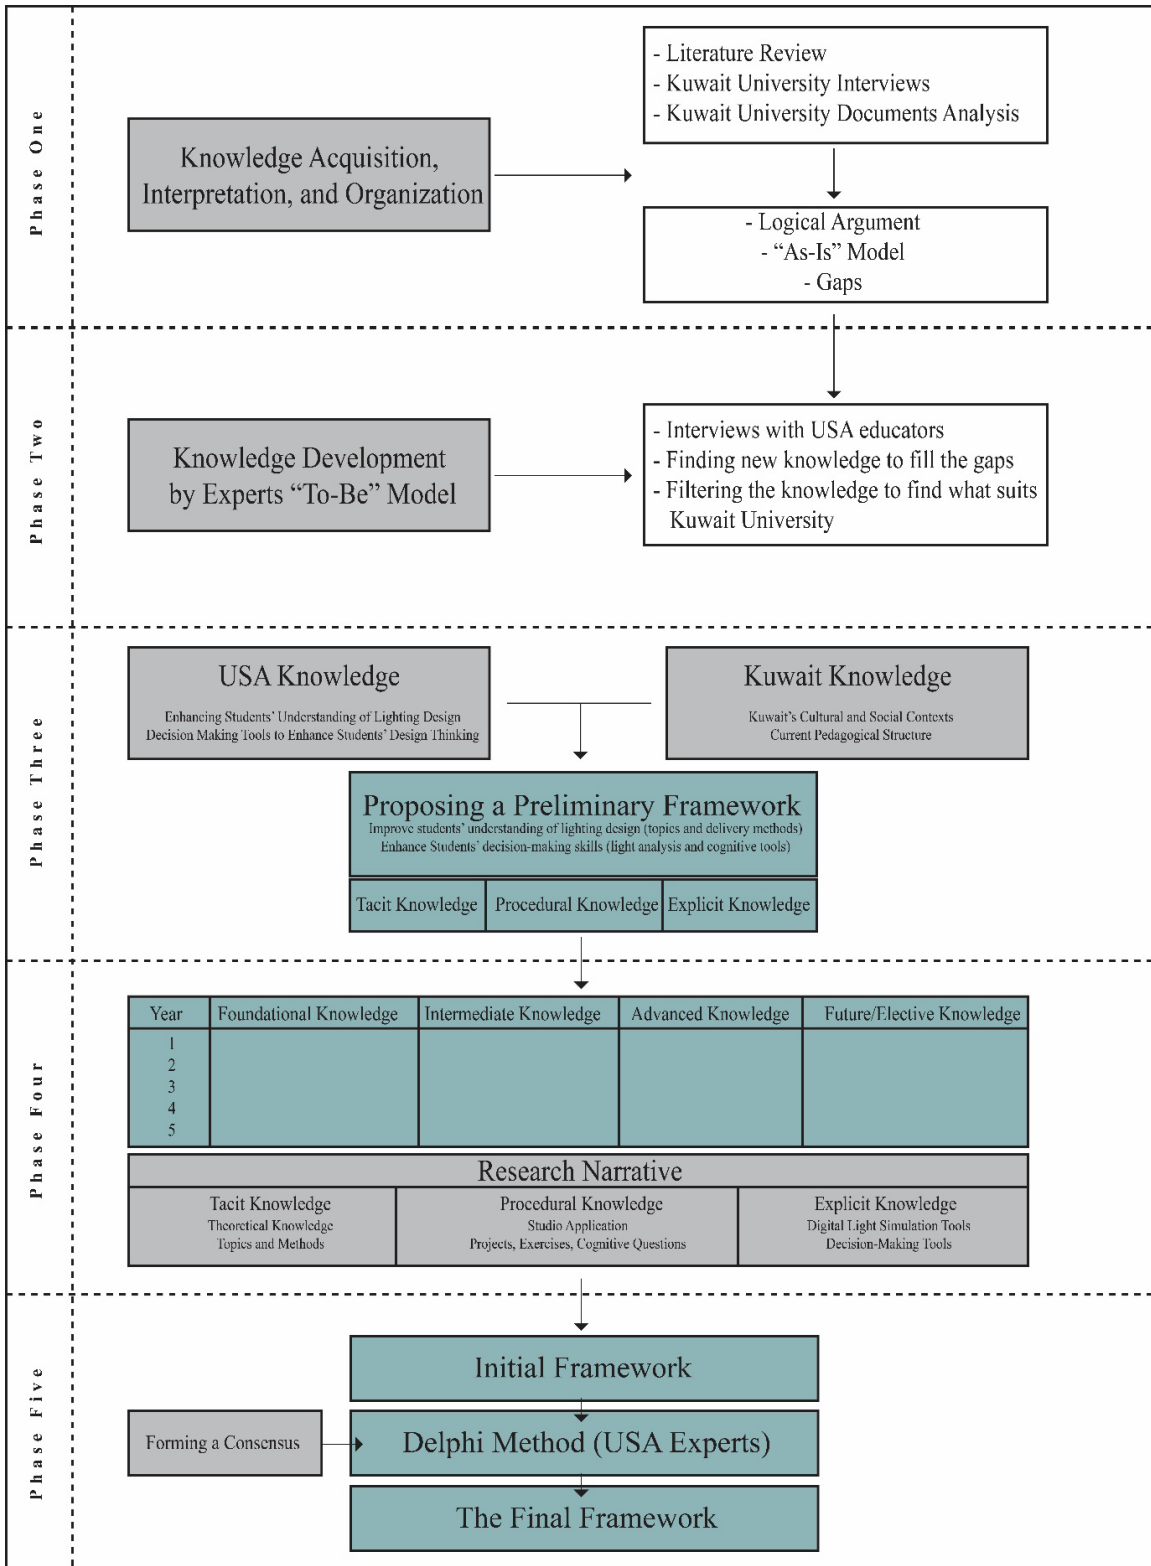 Phase One
Knowledge Acquisition,
Interpretation, and Organization
- Literature Review
- Kuwait University Interviews
- Kuwait University Documents Analysis
- Logical Argument
- “As-Is” Model
- Gaps
Phase Two
Knowledge Development
by Experts “To-Be” Model
- Interviews with USA educators
- Finding new knowledge to fill the gaps
- Filtering the knowledge to find what suits
Kuwait University
Phase Three
USA Knowledge
Enhancing Students’ Understanding of Lighting Design
Decision Making Tools to Enhance Students’ Design Thinking
Kuwait Knowledge
Kuwait’s Cultural and Social Contexts
Current Pedagogical Structure
Proposing a Preliminary Framework
Improve students’ understanding of lighting design (topics and delivery methods)
Enhance Students’ decision-making skills (light analysis and cognitive tools)
Tacit Knowledge
Procedural Knowledge
Explicit Knowledge
Phase Four
Year
Foundational Knowledge
Intermediate Knowledge
Advanced Knowledge
Future/Elective Knowledge
1
2
3
4
5
Research Narrative
Tacit Knowledge
Theoretical Knowledge
Topics and Methods
Procedural Knowledge
Studio Application
Projects, Exercises, Cognitive Questions
Explicit Knowledge
Digital Light Simulation Tools
Decision-Making Tools
Phase Five
Initial Framework
Forming a Consensus
Delphi Method (USA Experts)
The Final Framework